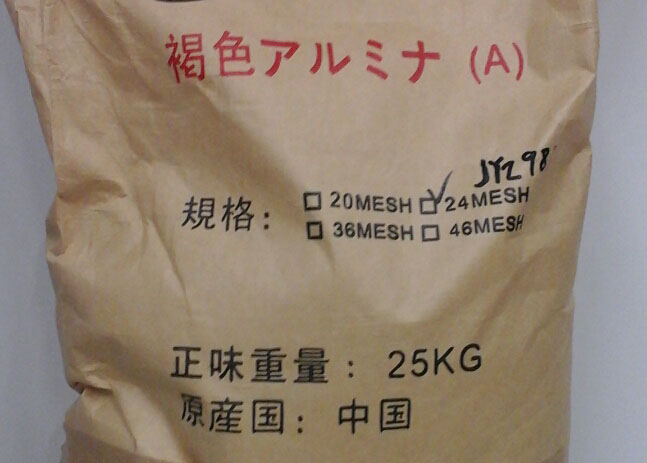 褐色アルミナ (A)
JYZ98
規格: □ 20MESH ☑ 24MESH
□ 36MESH □ 46MESH
正味重量: 25KG
原産国: 中国